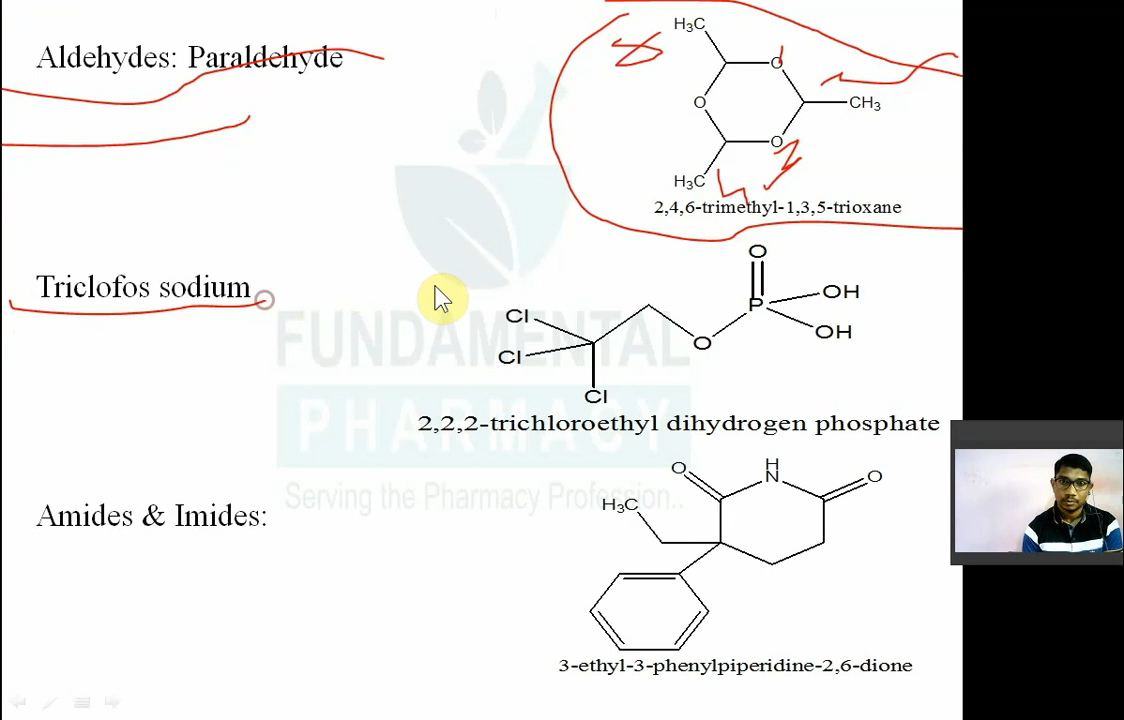 Aldehydes: Paraldehyde
H₃C
O
O
CH₃
O
H₃C
2,4,6-trimethyl-1,3,5-trioxane
Triclofos sodium
O
P
OH
OH
O
Cl
Cl
Cl
2,2,2-trichloroethyl dihydrogen phosphate
FUNDAMENTAL
PHARMACY
Serving the Pharmacy Profession..
Amides & Imides:
O
H
N
O
H₃C
3-ethyl-3-phenylpiperidine-2,6-dione